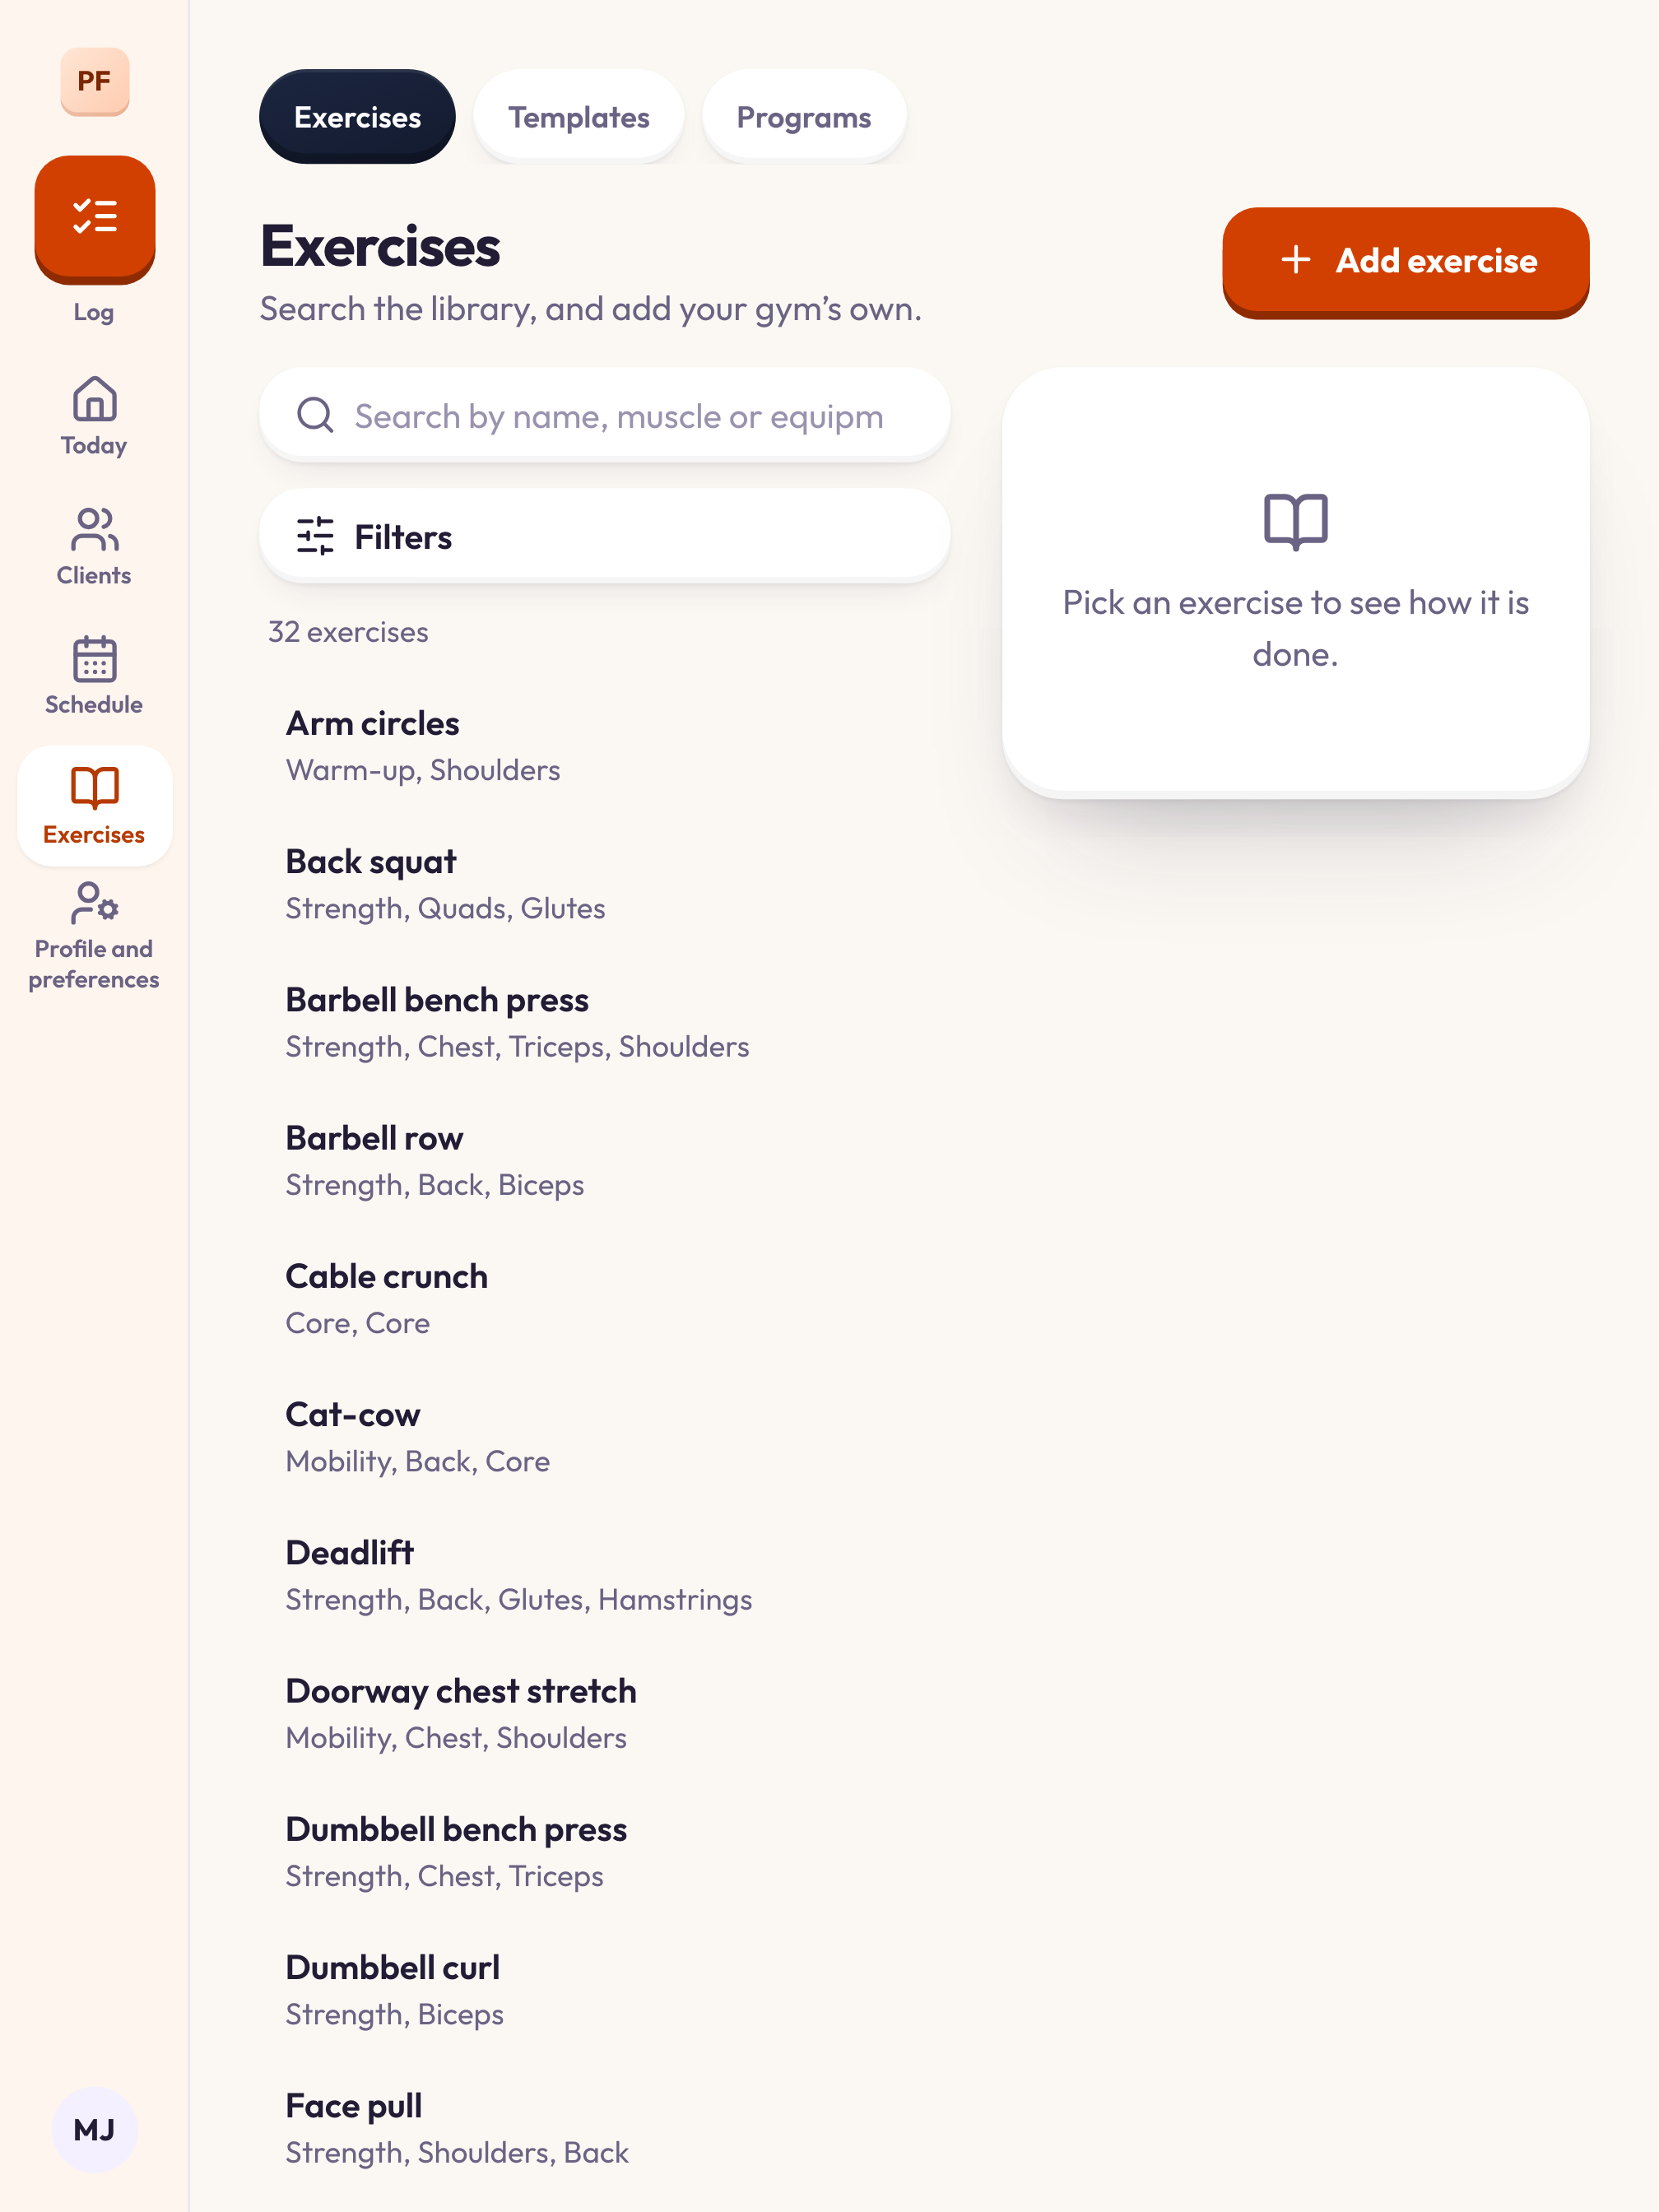 PF
Log
Today
Clients
Schedule
Exercises
Profile and
preferences
MJ
Exercises
Templates
Programs
Exercises
Search the library, and add your gym’s own.
Add exercise
Search by name, muscle or equipm
Filters
32 exercises
Arm circles
Warm-up, Shoulders
Back squat
Strength, Quads, Glutes
Barbell bench press
Strength, Chest, Triceps, Shoulders
Barbell row
Strength, Back, Biceps
Cable crunch
Core, Core
Cat-cow
Mobility, Back, Core
Deadlift
Strength, Back, Glutes, Hamstrings
Doorway chest stretch
Mobility, Chest, Shoulders
Dumbbell bench press
Strength, Chest, Triceps
Dumbbell curl
Strength, Biceps
Face pull
Strength, Shoulders, Back
Pick an exercise to see how it is
done.